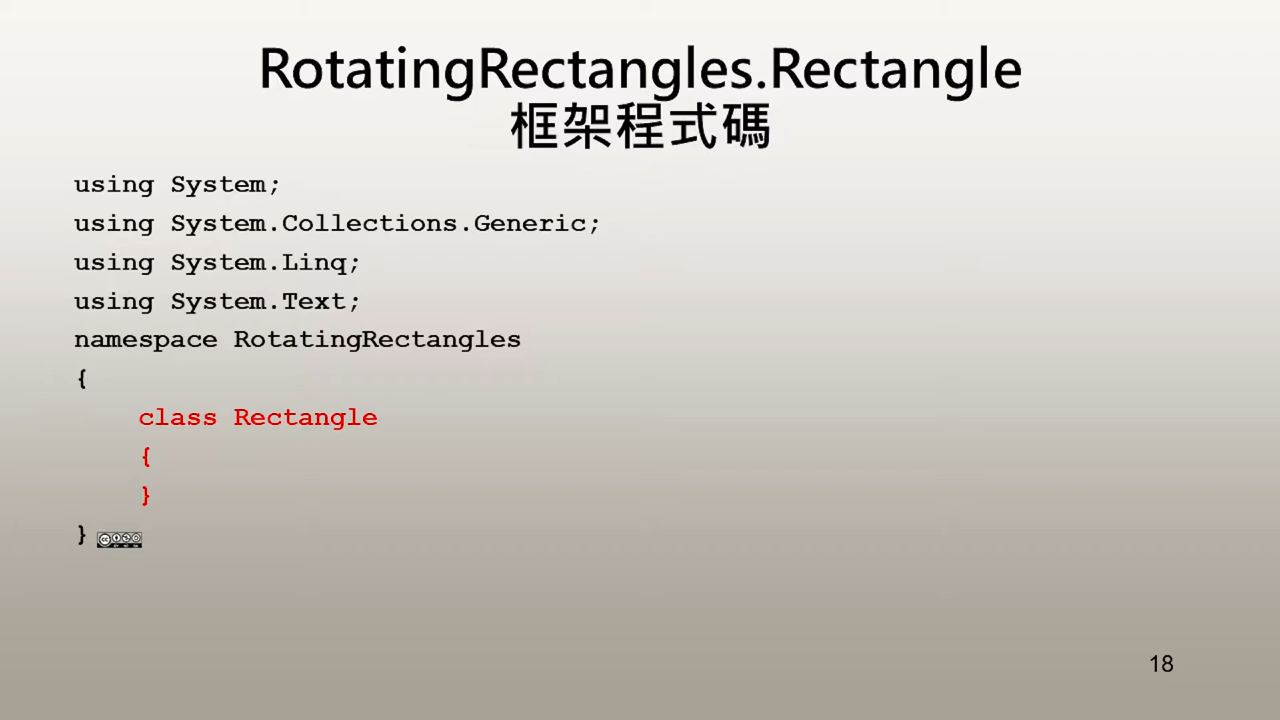 RotatingRectangles.Rectangle
框架程式碼
using System;
using System.Collections.Generic;
using System.Linq;
using System.Text;
namespace RotatingRectangles
{
class Rectangle
{
}
}
18